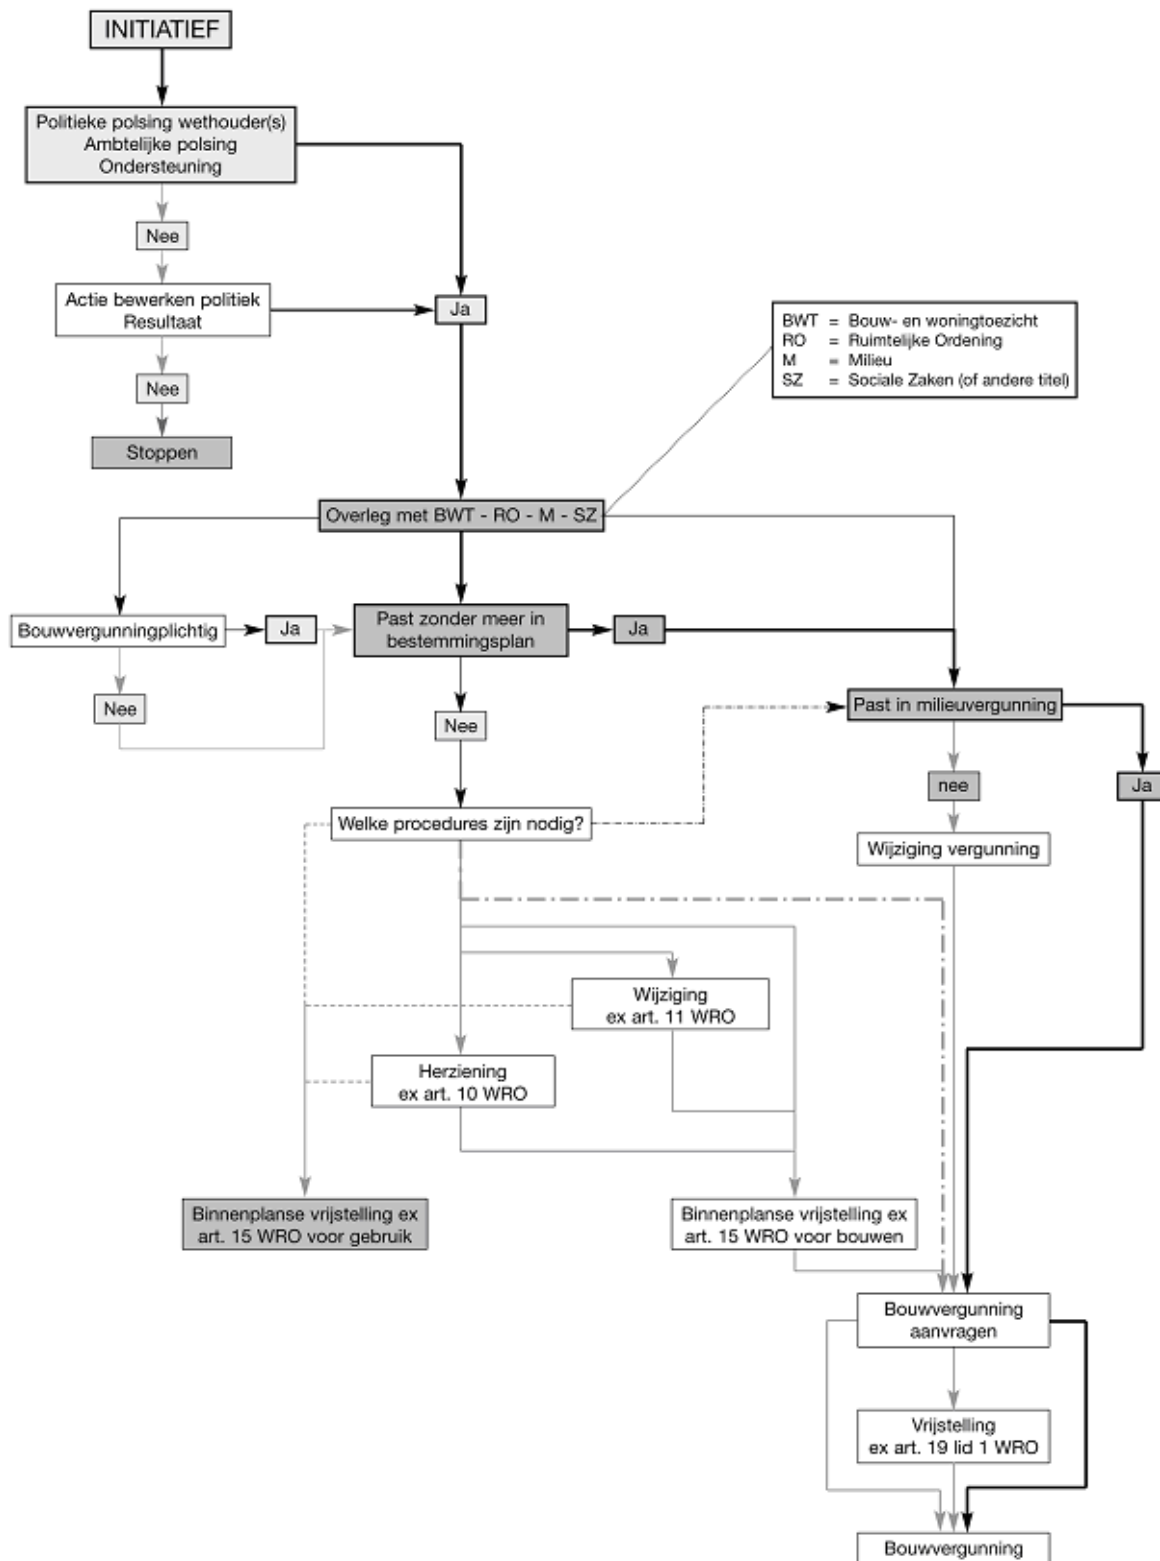 INITIATIEF
Politieke polsing wethouder(s)
Ambtelijke polsing
Ondersteuning
Nee
Actie bewerken politiek
Resultaat
Ja
Nee
Stoppen
BWT = Bouw- en woningtoezicht
RO = Ruimtelijke Ordening
M = Milieu
SZ = Sociale Zaken (of andere titel)
Overleg met BWT - RO - M - SZ
Bouwvergunningplichtig
Ja
Past zonder meer in
bestemmingsplan
Ja
Nee
Nee
Past in milieuvergunning
nee
Ja
Welke procedures zijn nodig?
Wijziging vergunning
Wijziging
ex art. 11 WRO
Herziening
ex art. 10 WRO
Binnenplanse vrijstelling ex
art. 15 WRO voor gebruik
Binnenplanse vrijstelling ex
art. 15 WRO voor bouwen
Bouwvergunning
aanvragen
Vrijstelling
ex art. 19 lid 1 WRO
Bouwvergunning